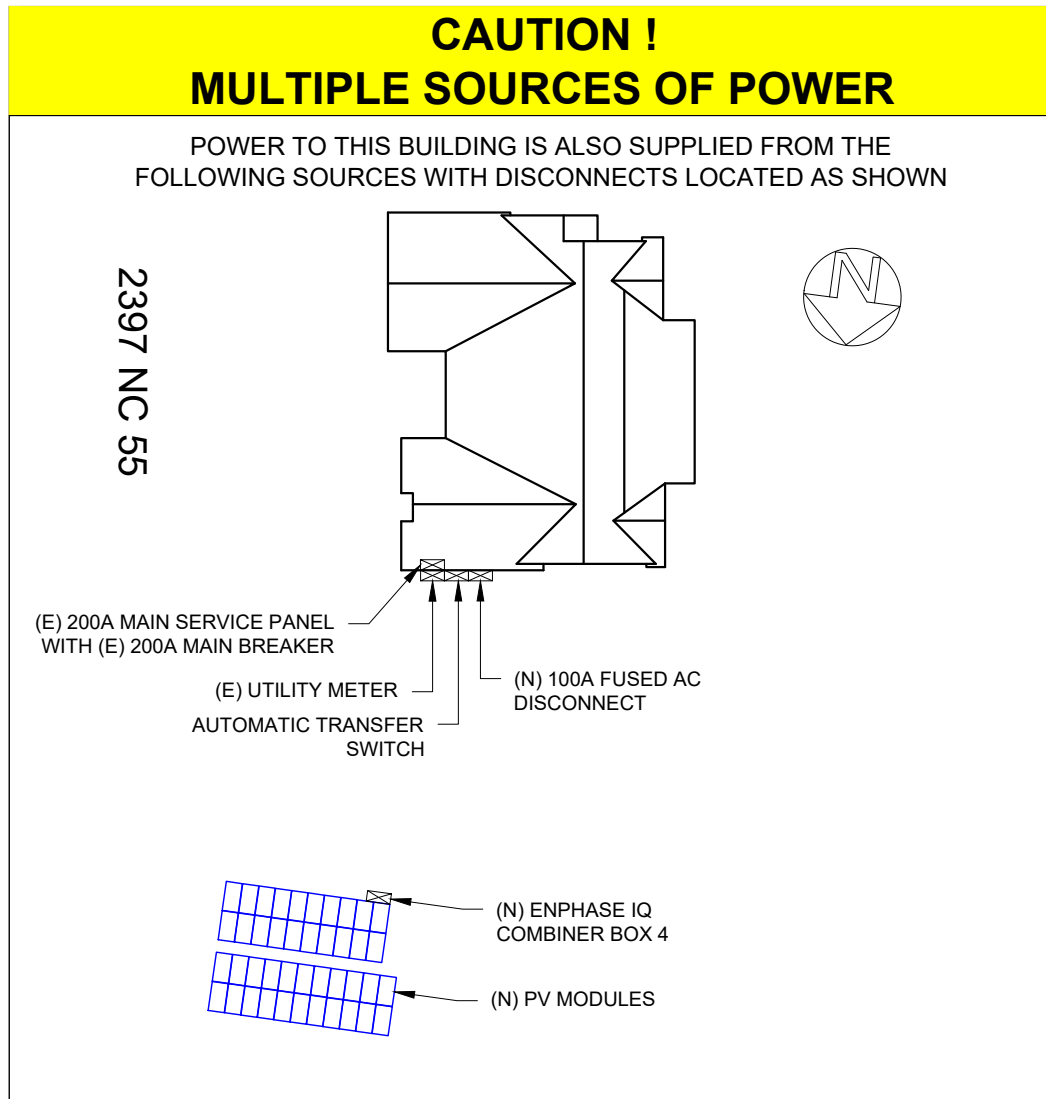 CAUTION !
MULTIPLE SOURCES OF POWER
POWER TO THIS BUILDING IS ALSO SUPPLIED FROM THE
FOLLOWING SOURCES WITH DISCONNECTS LOCATED AS SHOWN
2397 NC 55
N
(E) 200A MAIN SERVICE PANEL
WITH (E) 200A MAIN BREAKER
(E) UTILITY METER
AUTOMATIC TRANSFER
SWITCH
(N) 100A FUSED AC
DISCONNECT
(N) ENPHASE IQ
COMBINER BOX 4
(N) PV MODULES